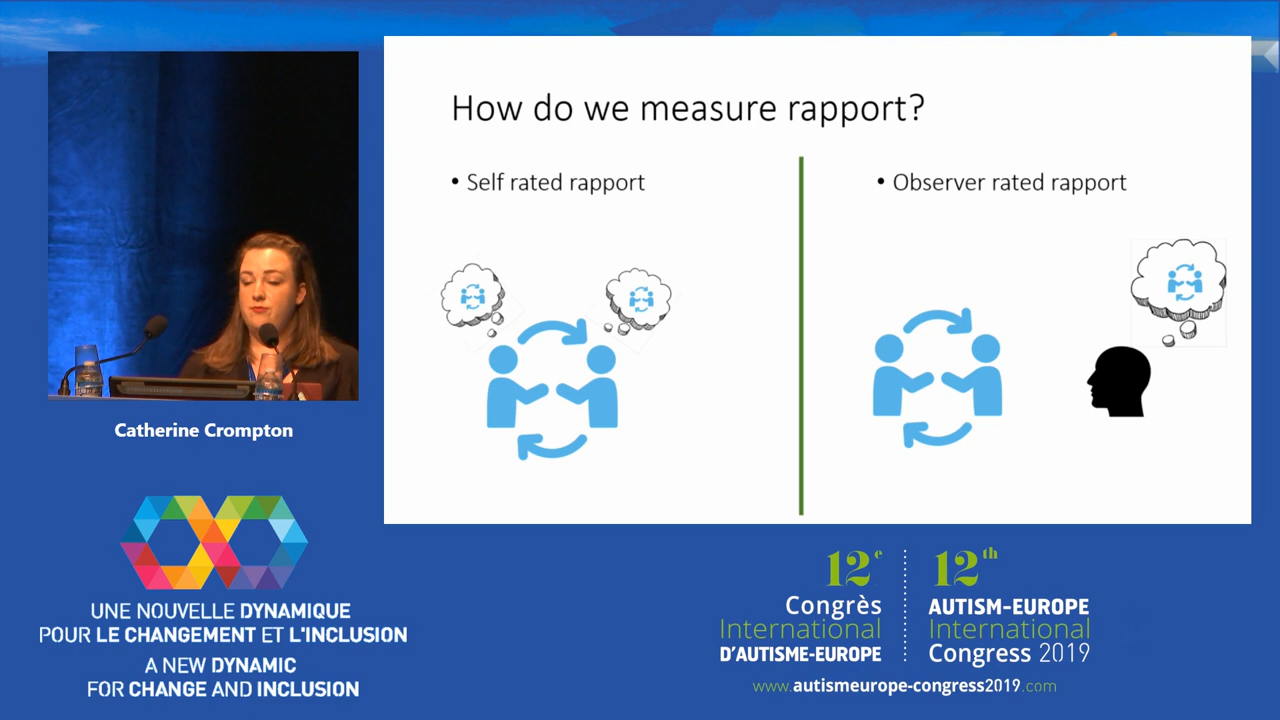 How do we measure rapport?
• Self rated rapport
• Observer rated rapport
Catherine Crompton
UNE NOUVELLE DYNAMIQUE
POUR LE CHANGEMENT ET L'INCLUSION
A NEW DYNAMIC
FOR CHANGE AND INCLUSION
12e
Congrès
International
D'AUTISME-EUROPE
12th
AUTISM-EUROPE
International
Congress 2019
www.autismeurope-congress2019.com